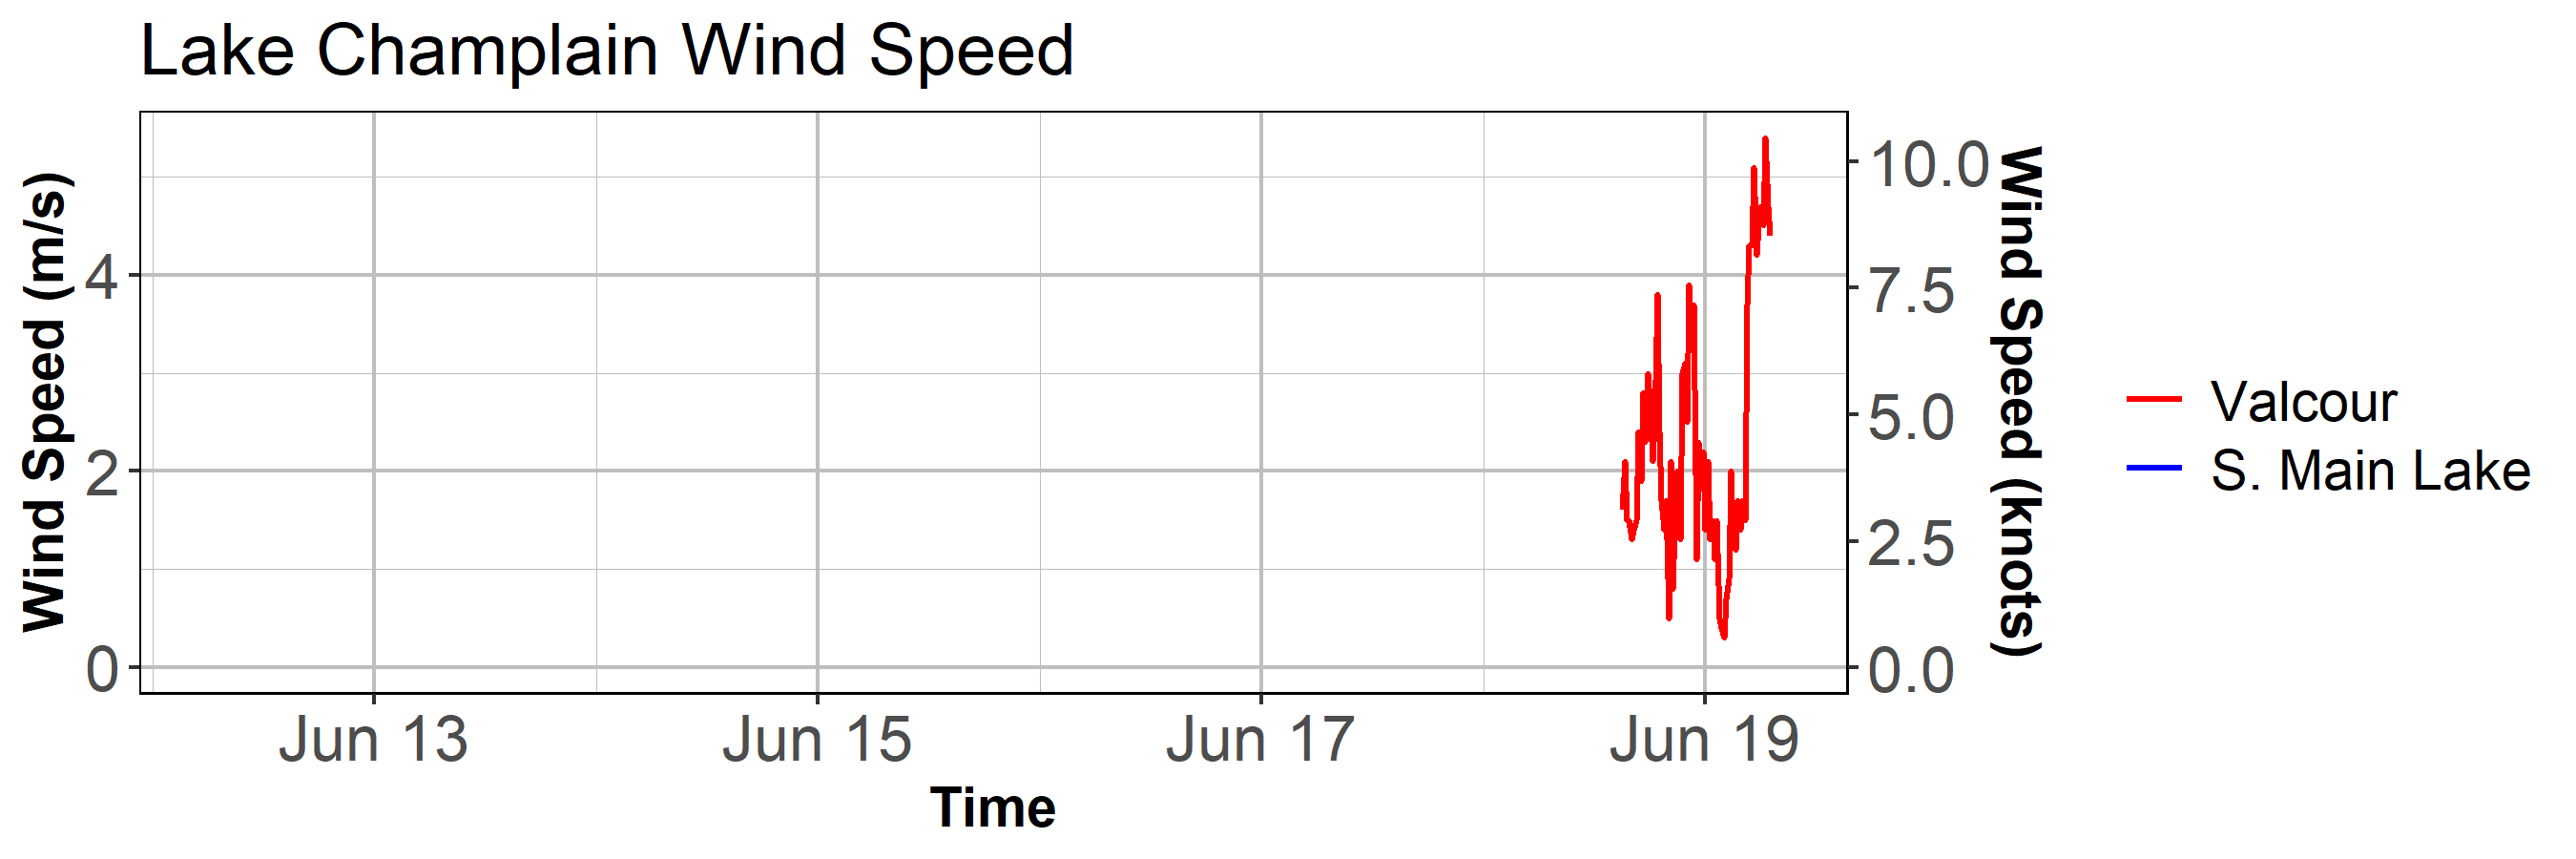 Lake Champlain Wind Speed
Wind Speed (m/s)
4
2
0
10.0
7.5
5.0
2.5
0.0
Wind Speed (knots)
Jun 13
Jun 15
Jun 17
Jun 19
Time
Valcour
S. Main Lake